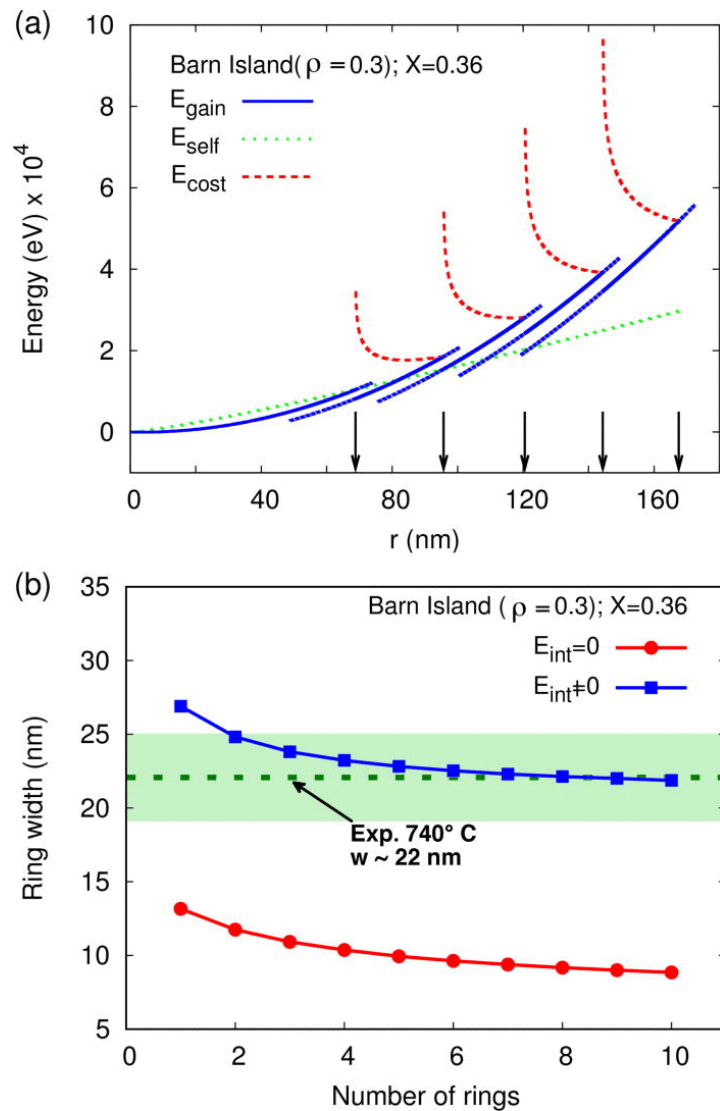 (a)
Barn Island(ρ = 0.3); X=0.36
E_gain
E_self
E_cost
Energy (eV) x 10^4
10
8
6
4
2
0
0 40 80 120 160
r (nm)
(b)
Barn Island (ρ = 0.3); X=0.36
E_int=0
E_int≠0
Exp. 740° C
w ~ 22 nm
Ring width (nm)
35
30
25
20
15
10
5
0 2 4 6 8 10
Number of rings